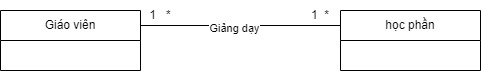 Giáo viên
1 *
Giảng dạy
1 *
học phần